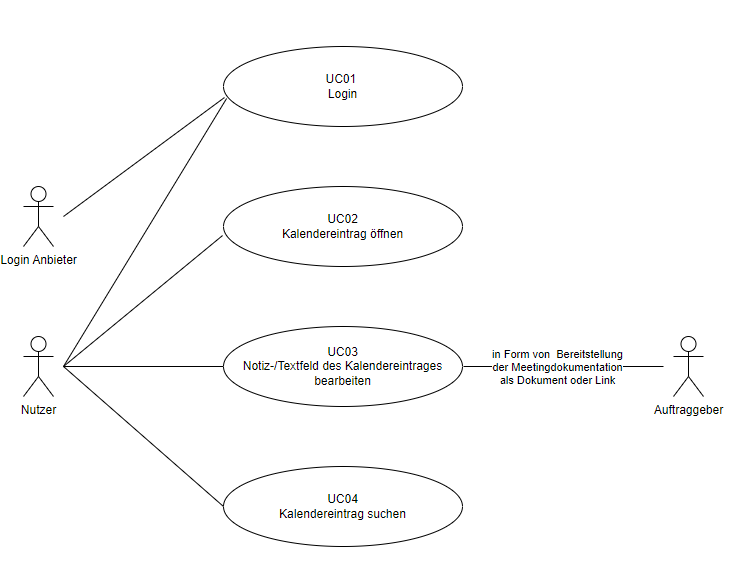 UC01
Login
UC02
Kalendereintrag öffnen
Login Anbieter
UC03
Notiz-/Textfeld des Kalendereintrages
bearbeiten
in Form von Bereitstellung
der Meetingdokumentation
als Dokument oder Link
Nutzer
Auftraggeber
UC04
Kalendereintrag suchen